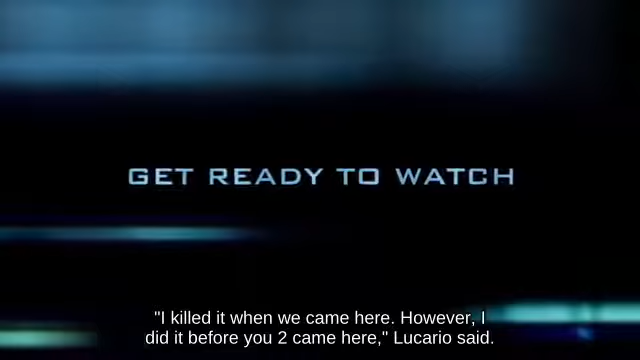 GET READY TO WATCH
"I killed it when we came here. However, I
did it before you 2 came here," Lucario said.